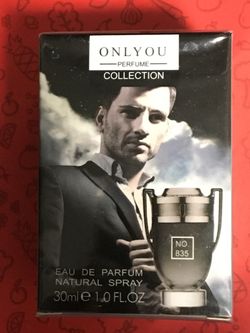 ONLYOU
PERFUME
COLLECTION
NO.
835
EAU DE PARFUM
NATURAL SPRAY
30ml e 1.0 FL.OZ